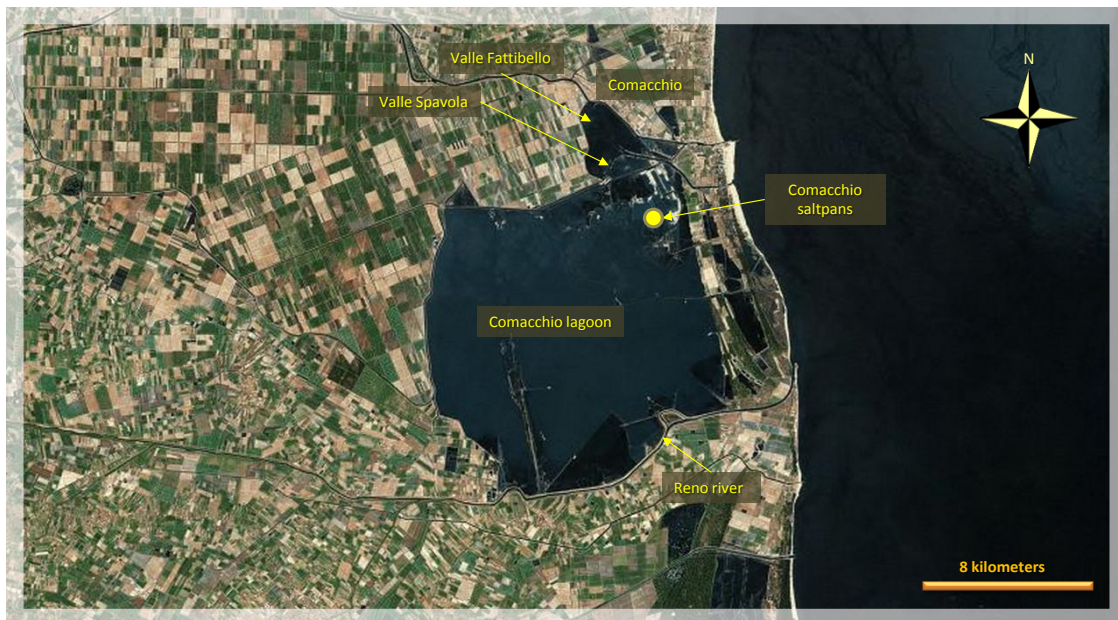 Valle Fattibello
N
Comacchio
Valle Spavola
Comacchio
saltpans
Comacchio lagoon
Reno river
8 kilometers